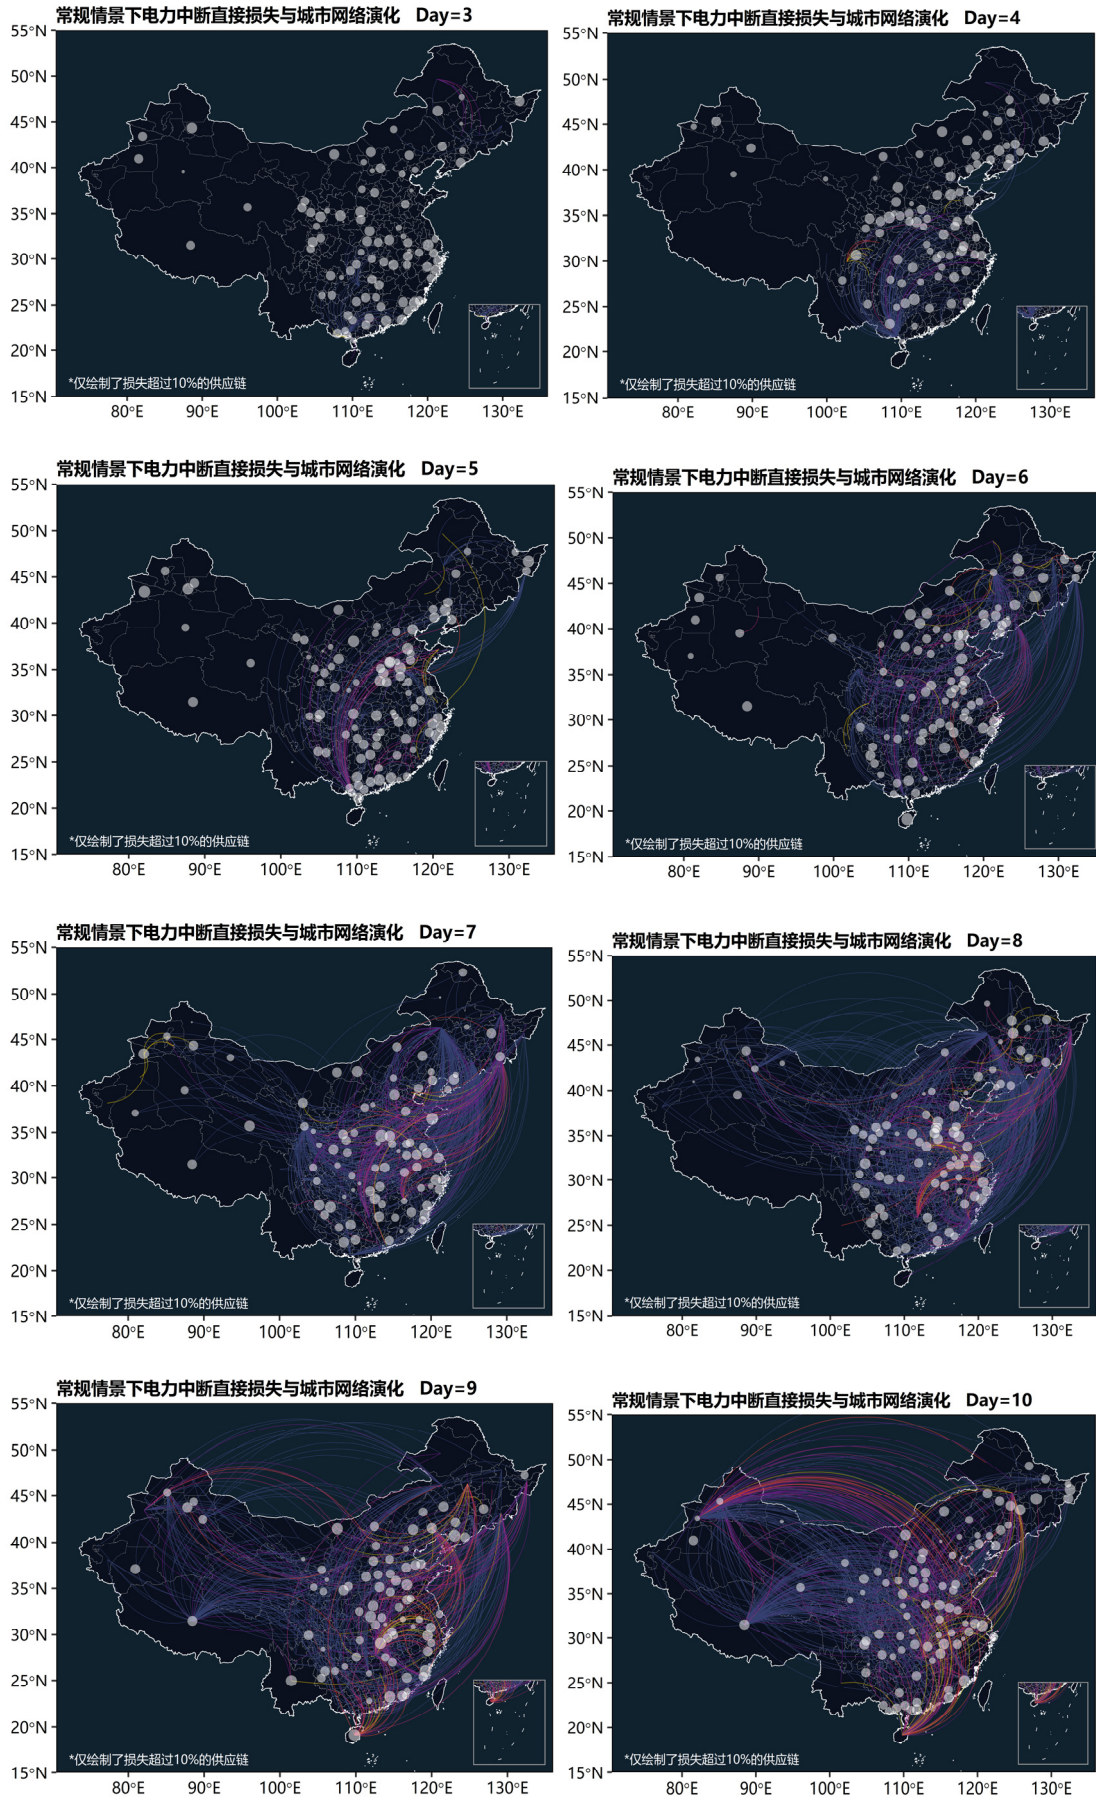 常规情景下电力中断直接损失与城市网络演化 Day=3
55°N
50°N
45°N
40°N
35°N
30°N
25°N
20°N
15°N
*仅绘制了损失超过10%的供应链
80°E 90°E 100°E 110°E 120°E 130°E
常规情景下电力中断直接损失与城市网络演化 Day=4
55°N
50°N
45°N
40°N
35°N
30°N
25°N
20°N
15°N
*仅绘制了损失超过10%的供应链
80°E 90°E 100°E 110°E 120°E 130°E
常规情景下电力中断直接损失与城市网络演化 Day=5
55°N
50°N
45°N
40°N
35°N
30°N
25°N
20°N
15°N
*仅绘制了损失超过10%的供应链
80°E 90°E 100°E 110°E 120°E 130°E
常规情景下电力中断直接损失与城市网络演化 Day=6
55°N
50°N
45°N
40°N
35°N
30°N
25°N
20°N
15°N
*仅绘制了损失超过10%的供应链
80°E 90°E 100°E 110°E 120°E 130°E
常规情景下电力中断直接损失与城市网络演化 Day=7
55°N
50°N
45°N
40°N
35°N
30°N
25°N
20°N
15°N
*仅绘制了损失超过10%的供应链
80°E 90°E 100°E 110°E 120°E 130°E
常规情景下电力中断直接损失与城市网络演化 Day=8
55°N
50°N
45°N
40°N
35°N
30°N
25°N
20°N
15°N
*仅绘制了损失超过10%的供应链
80°E 90°E 100°E 110°E 120°E 130°E
常规情景下电力中断直接损失与城市网络演化 Day=9
55°N
50°N
45°N
40°N
35°N
30°N
25°N
20°N
15°N
*仅绘制了损失超过10%的供应链
80°E 90°E 100°E 110°E 120°E 130°E
常规情景下电力中断直接损失与城市网络演化 Day=10
55°N
50°N
45°N
40°N
35°N
30°N
25°N
20°N
15°N
*仅绘制了损失超过10%的供应链
80°E 90°E 100°E 110°E 120°E 130°E